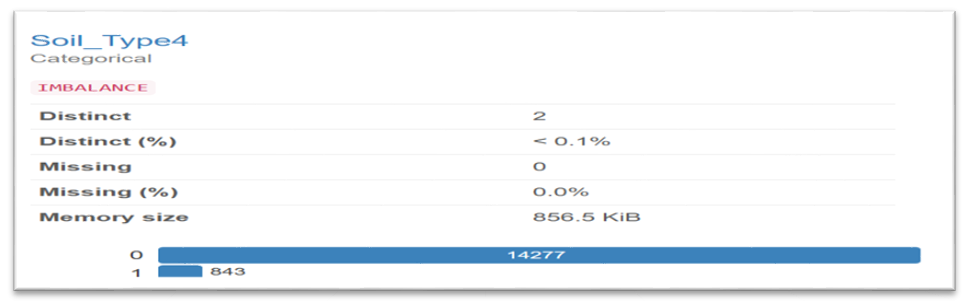 Soil_Type4
Categorical
IMBALANCE
Distinct 2
Distinct (%) < 0.1%
Missing 0
Missing (%) 0.0%
Memory size 856.5 KiB
0 14277
1 843